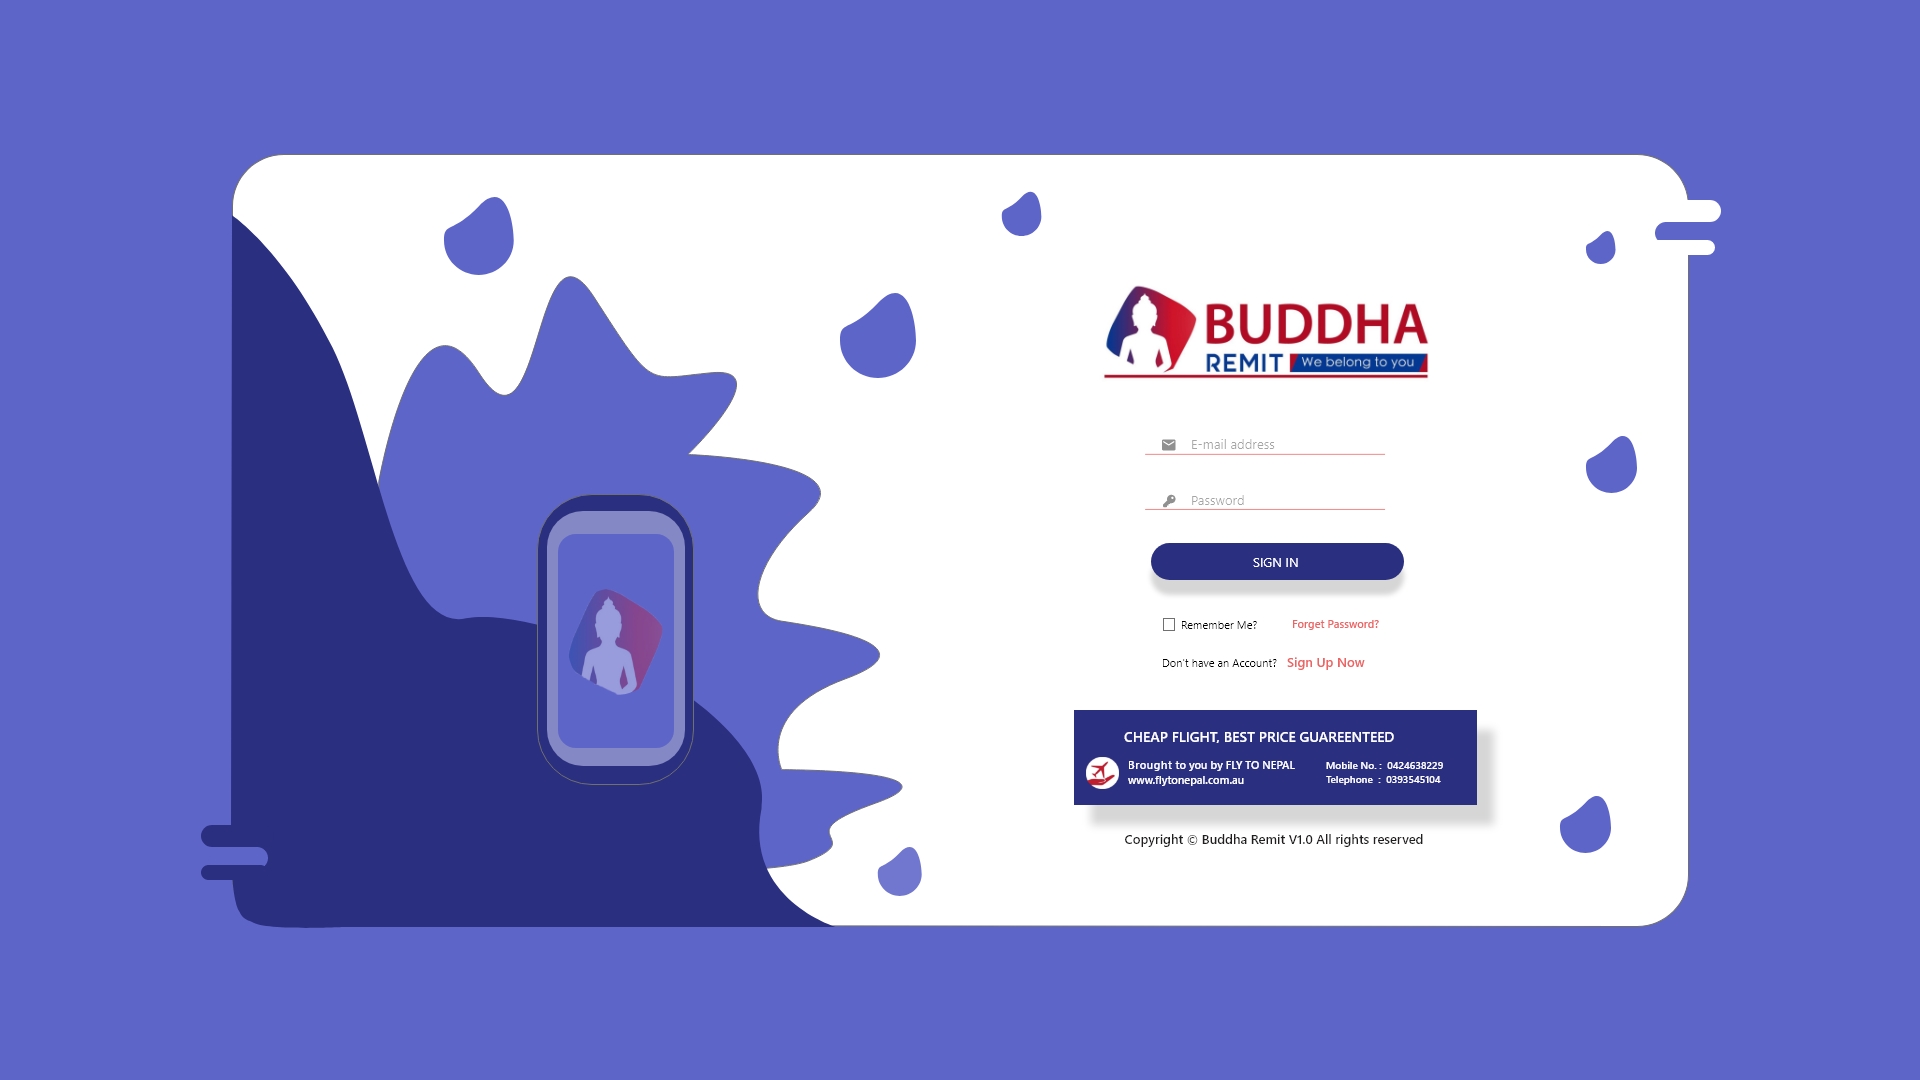 BUDDHA
REMIT We belong to you
E-mail address
Password
SIGN IN
Remember Me? Forget Password?
Don't have an Account? Sign Up Now
CHEAP FLIGHT, BEST PRICE GUAREENTEED
Brought to you by FLY TO NEPAL
www.flytonepal.com.au
Mobile No. : 0424638229
Telephone : 0393545104
Copyright © Buddha Remit V1.0 All rights reserved